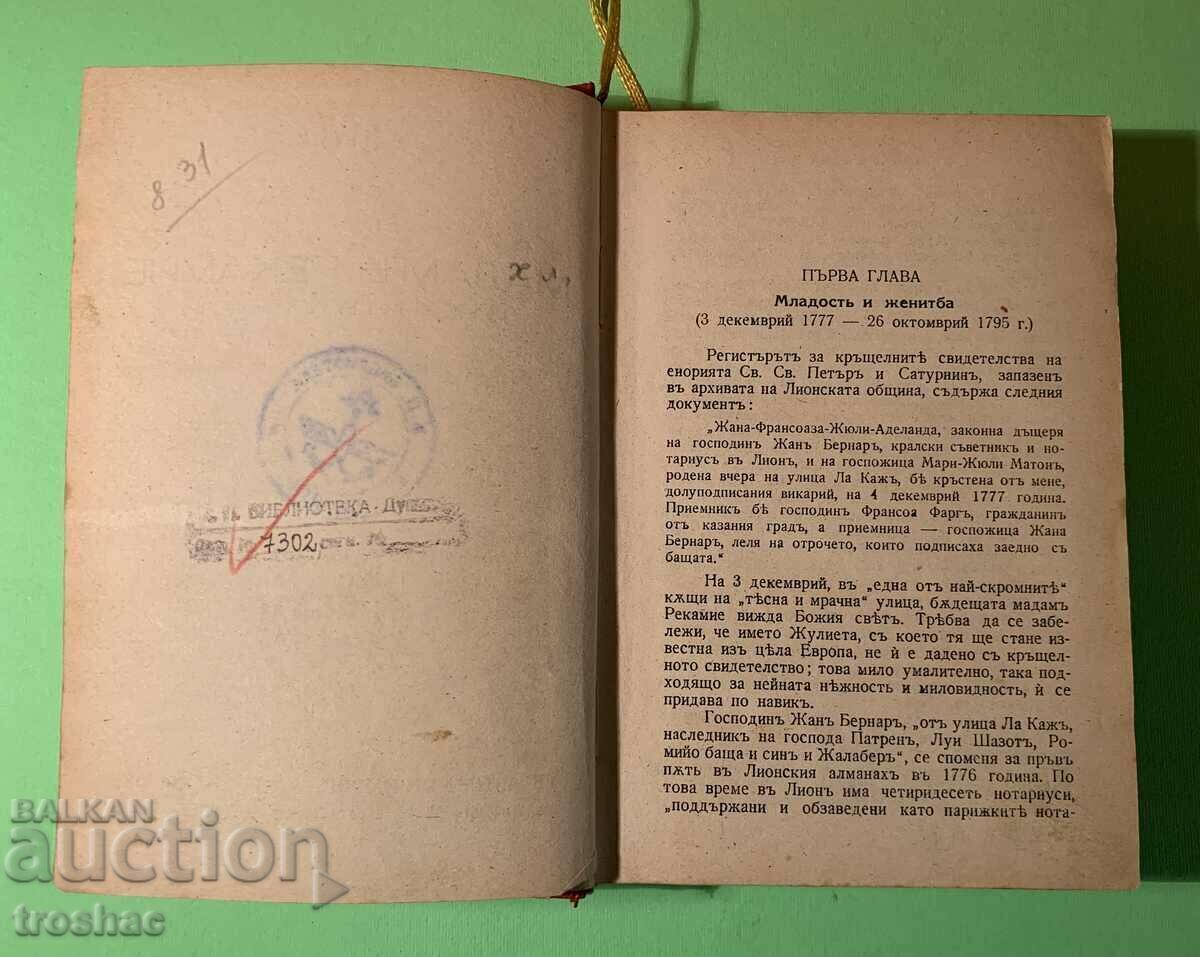 8.31
х л.
БИБЛИОТЕКА
7302
ПЪРВА ГЛАВА
Младость и женитба
(3 декемврий 1777 — 26 октомврий 1795 г.)
Регистърътъ за кръщелнитѣ свидетелства на
енорията Св. Св. Петъръ и Сатурнинъ, запазенъ
въ архивата на Лионската община, съдържа следния
документъ:
„Жана-Франсоаза-Жюли-Аделаида, законна дъщеря
на господинъ Жанъ Бернаръ, кралски съветникъ и но-
тариусъ въ Лионъ, и на госпожица Мари-Жюли Матонъ,
родена вчера на улица Ла Кажъ, бѣ кръстена отъ мене,
долуподписания викарий, на 4 декемврий 1777 година.
Приемникъ бѣ господинъ Франсоа Фаргъ, гражданинъ
отъ казания градъ, а приемница — госпожица Жана
Бернаръ, леля на отрочето, които подписаха заедно съ
бащата.“
На 3 декемврий, въ „една отъ най-скромнитѣ“
кѫщи на „тѣсна и мрачна“ улица, бѫдещата мадамъ
Рекамие вижда Божия свѣтъ. Трѣбва да се забе-
лежи, че името Жулиета, съ което тя ще стане из-
вестна изъ цѣла Европа, не ѝ е дадено съ кръщел-
ното свидетелство; това мило умалително, така под-
ходящо за нейната нѣжность и миловидность, ѝ се
придава по навикъ.
Господинъ Жанъ Бернаръ, „отъ улица Ла Кажъ,
наследникъ на господа Патренъ, Луи Шазотъ, Ро-
мийо баща и синъ и Жалаберъ“, се споменa за пръвъ
пѫть въ Лионския алманахъ въ 1776 година. По
това време въ Лионъ има четиридесеть нотариуси,
„поддържани и обзаведени като парижкитѣ нота-
BALKAN
auction
troshac